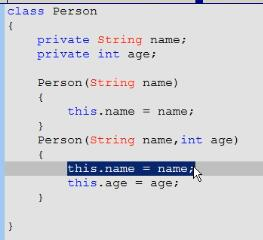 class Person
{
    private String name;
    private int age;
    Person(String name)
    {
        this.name = name;
    }
    Person(String name,int age)
    {
        this.name = name;
        this.age = age;
    }
}